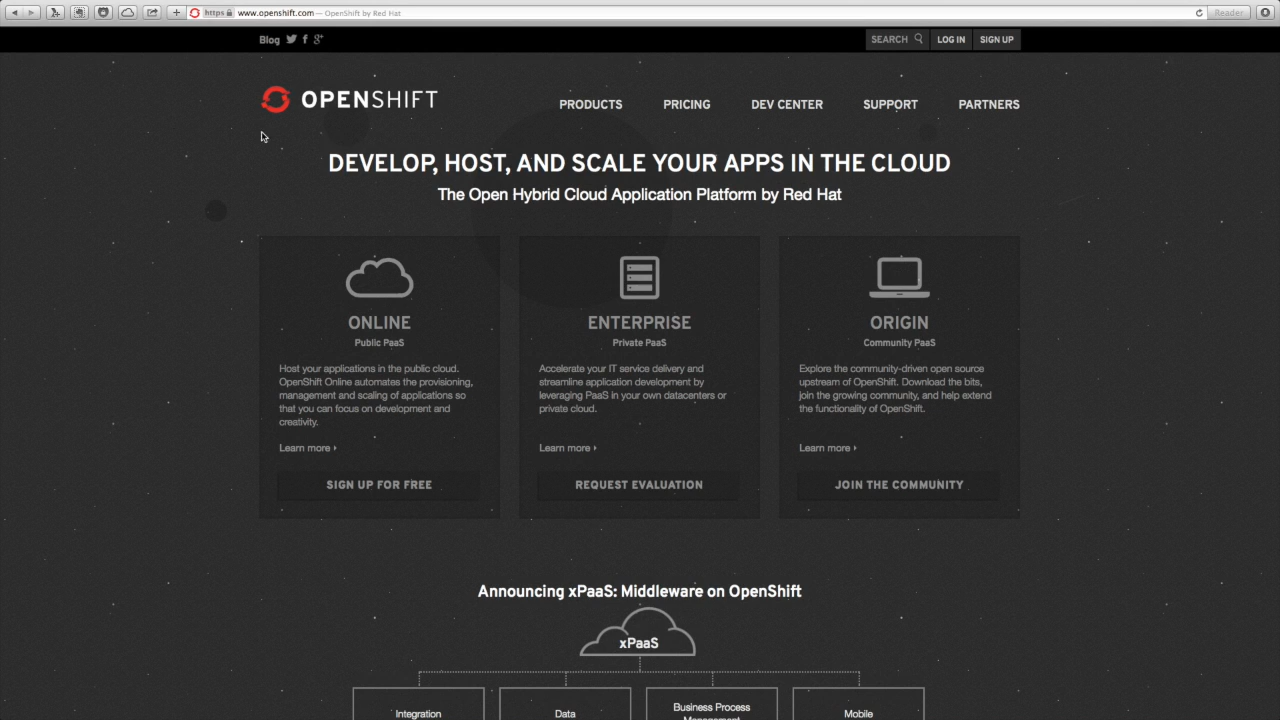 https www.openshift.com — OpenShift by Red Hat
Reader
Blog
SEARCH
LOG IN
SIGN UP
OPENSHIFT
PRODUCTS
PRICING
DEV CENTER
SUPPORT
PARTNERS
DEVELOP, HOST, AND SCALE YOUR APPS IN THE CLOUD
The Open Hybrid Cloud Application Platform by Red Hat
ONLINE
Public PaaS
Host your applications in the public cloud.
OpenShift Online automates the provisioning,
management and scaling of applications so
that you can focus on development and
creativity.
Learn more
SIGN UP FOR FREE
ENTERPRISE
Private PaaS
Accelerate your IT service delivery and
streamline application development by
leveraging PaaS in your own datacenters or
private cloud.
Learn more
REQUEST EVALUATION
ORIGIN
Community PaaS
Explore the community-driven open source
upstream of OpenShift. Download the bits,
join the growing community, and help extend
the functionality of OpenShift.
Learn more
JOIN THE COMMUNITY
Announcing xPaaS: Middleware on OpenShift
xPaaS
Integration
Data
Business Process
Management
Mobile